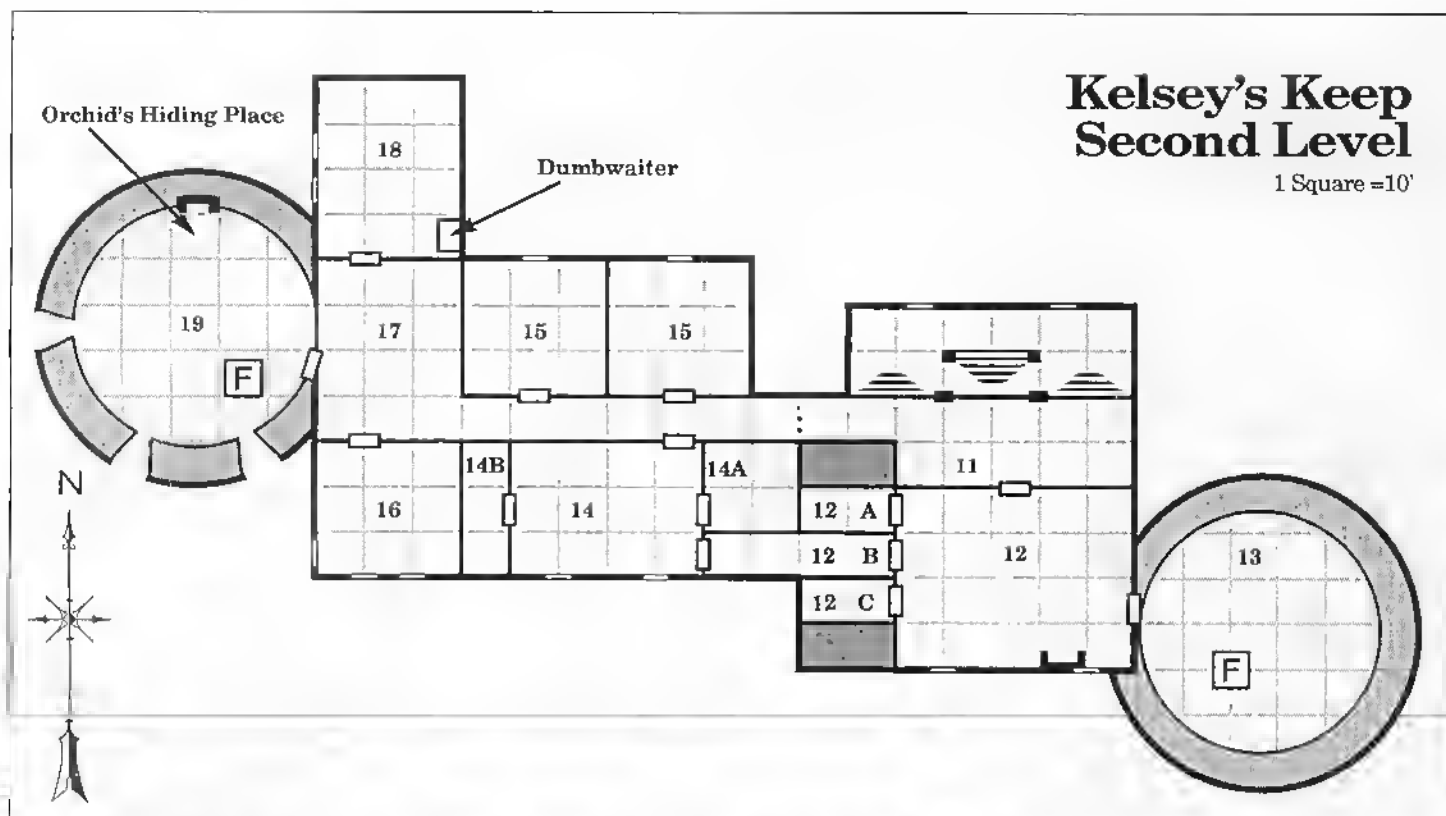 Kelsey's Keep
Second Level
1 Square =10'
Orchid's Hiding Place
Dumbwaiter
18
19
F
17
15
15
16
14B
14
14A
11
12 A
12 B
12 C
12
13
F
N